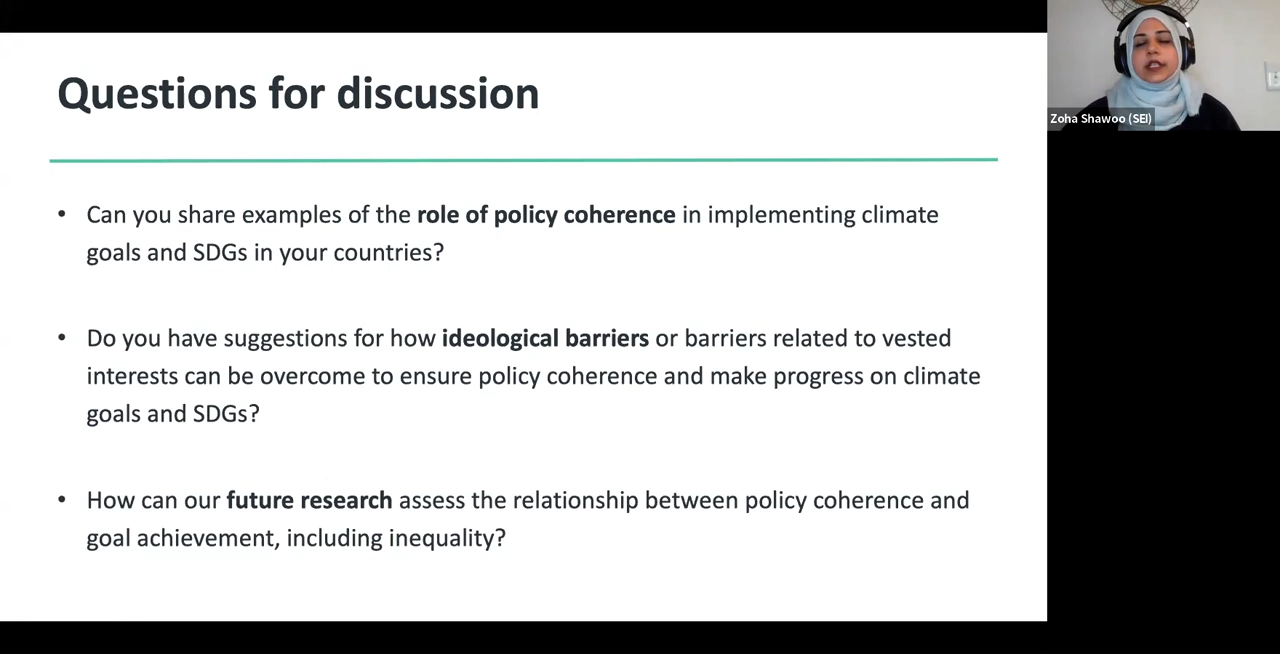 Questions for discussion
• Can you share examples of the role of policy coherence in implementing climate
goals and SDGs in your countries?
• Do you have suggestions for how ideological barriers or barriers related to vested
interests can be overcome to ensure policy coherence and make progress on climate
goals and SDGs?
• How can our future research assess the relationship between policy coherence and
goal achievement, including inequality?
Zoha Shawoo (SEI)